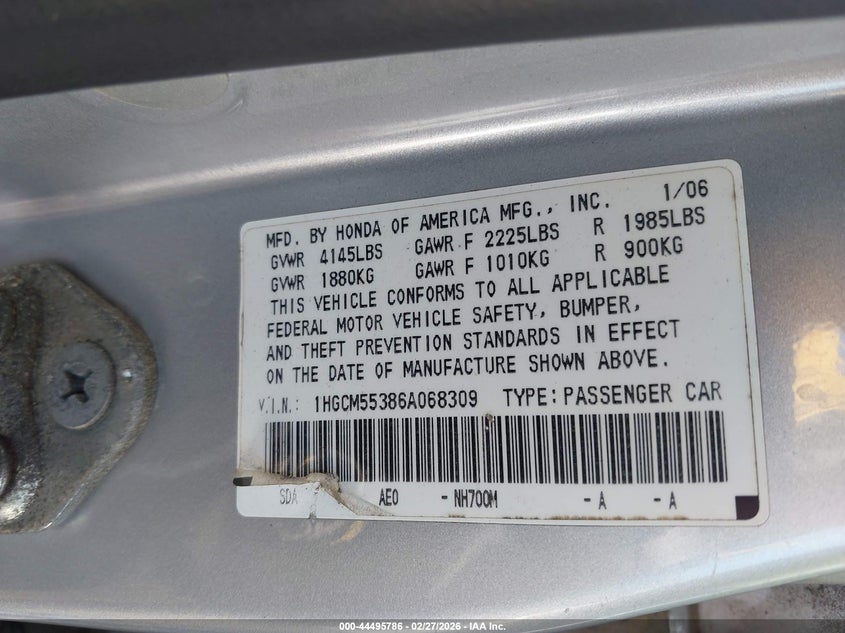 MFD. BY HONDA OF AMERICA MFG., INC. 1/06
GVWR 4145LBS GAWR F 2225LBS R 1985LBS
GVWR 1880KG GAWR F 1010KG R 900KG
THIS VEHICLE CONFORMS TO ALL APPLICABLE
FEDERAL MOTOR VEHICLE SAFETY, BUMPER,
AND THEFT PREVENTION STANDARDS IN EFFECT
ON THE DATE OF MANUFACTURE SHOWN ABOVE.
V.I.N.: 1HGCM55386A068309 TYPE: PASSENGER CAR
SDA AE0 - NH700M - A - A
000-44495786 - 02/27/2026 - IAA Inc.